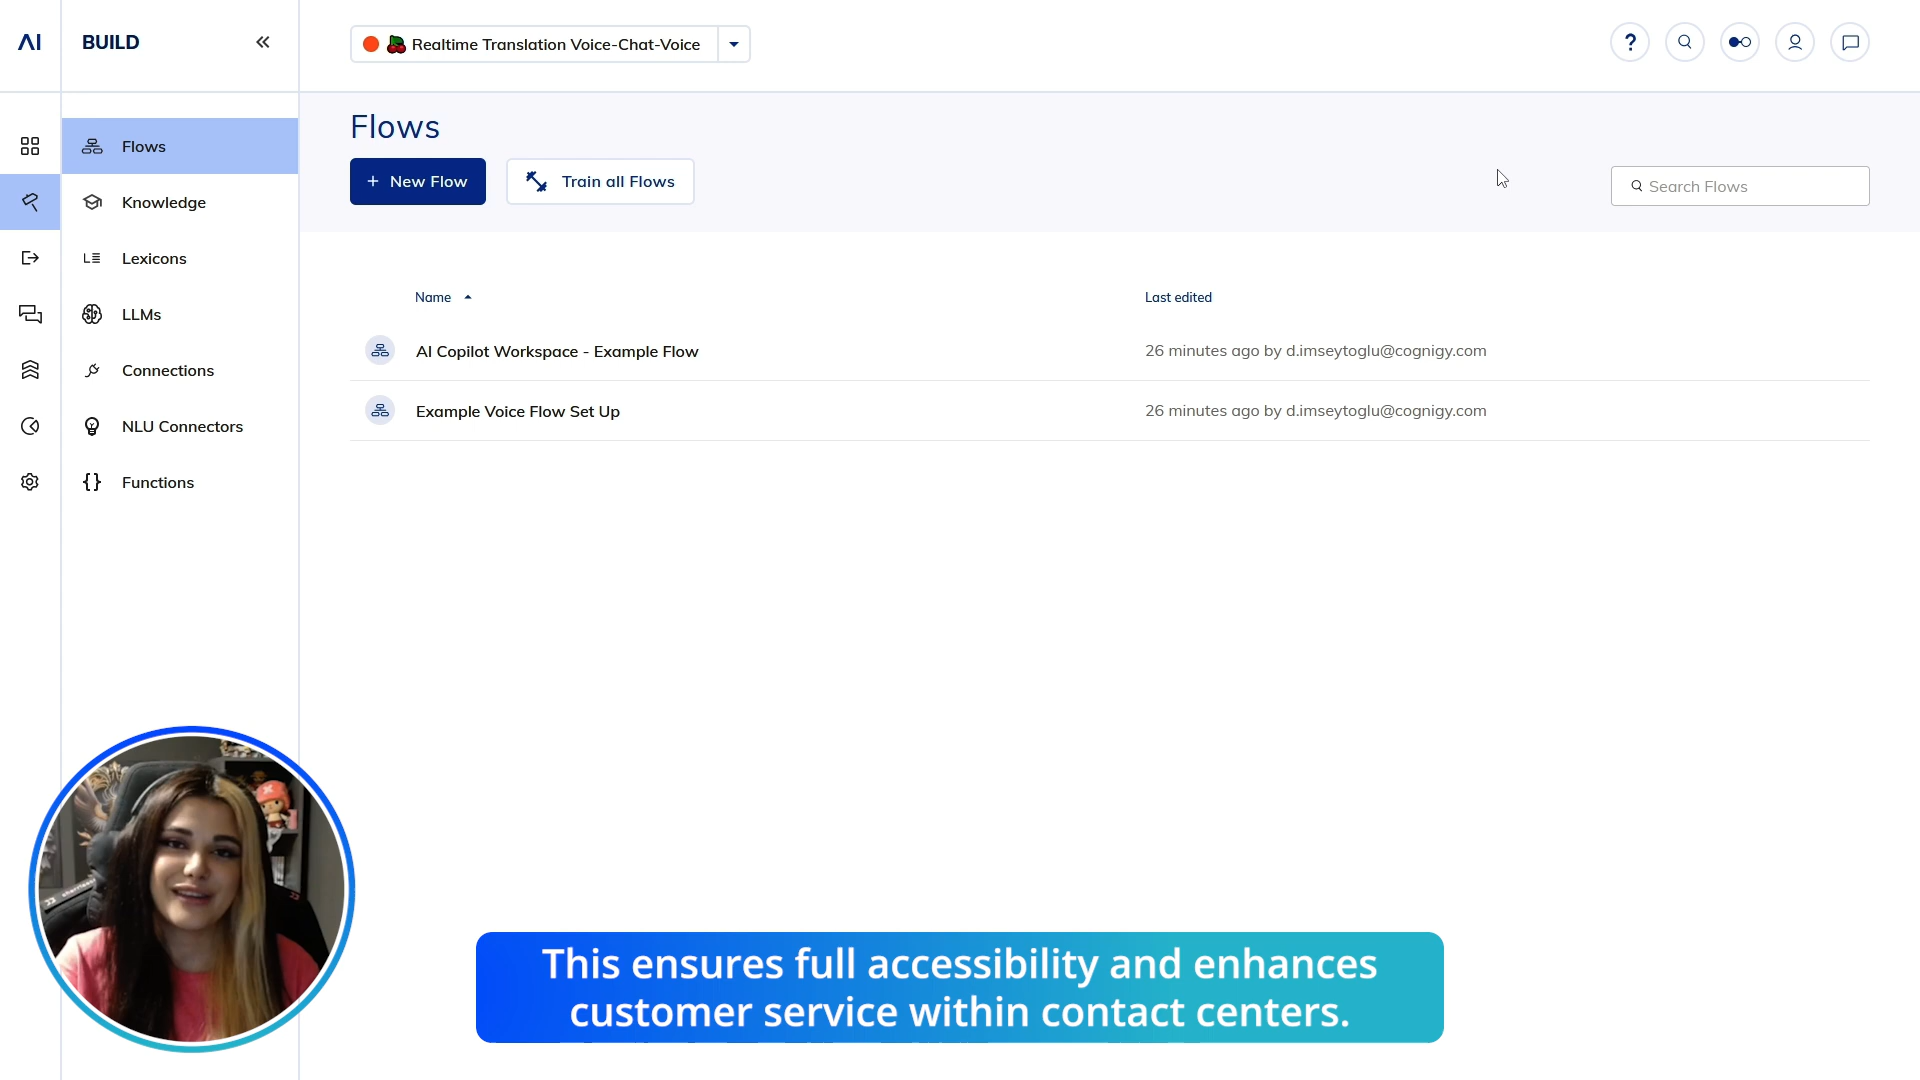 AI
BUILD
Realtime Translation Voice-Chat-Voice
?
Flows
Knowledge
Lexicons
LLMs
Connections
NLU Connectors
Functions
Flows
+ New Flow
Train all Flows
Search Flows
Name
Last edited
AI Copilot Workspace - Example Flow
26 minutes ago by d.imseytoglu@cognigy.com
Example Voice Flow Set Up
26 minutes ago by d.imseytoglu@cognigy.com
This ensures full accessibility and enhances
customer service within contact centers.